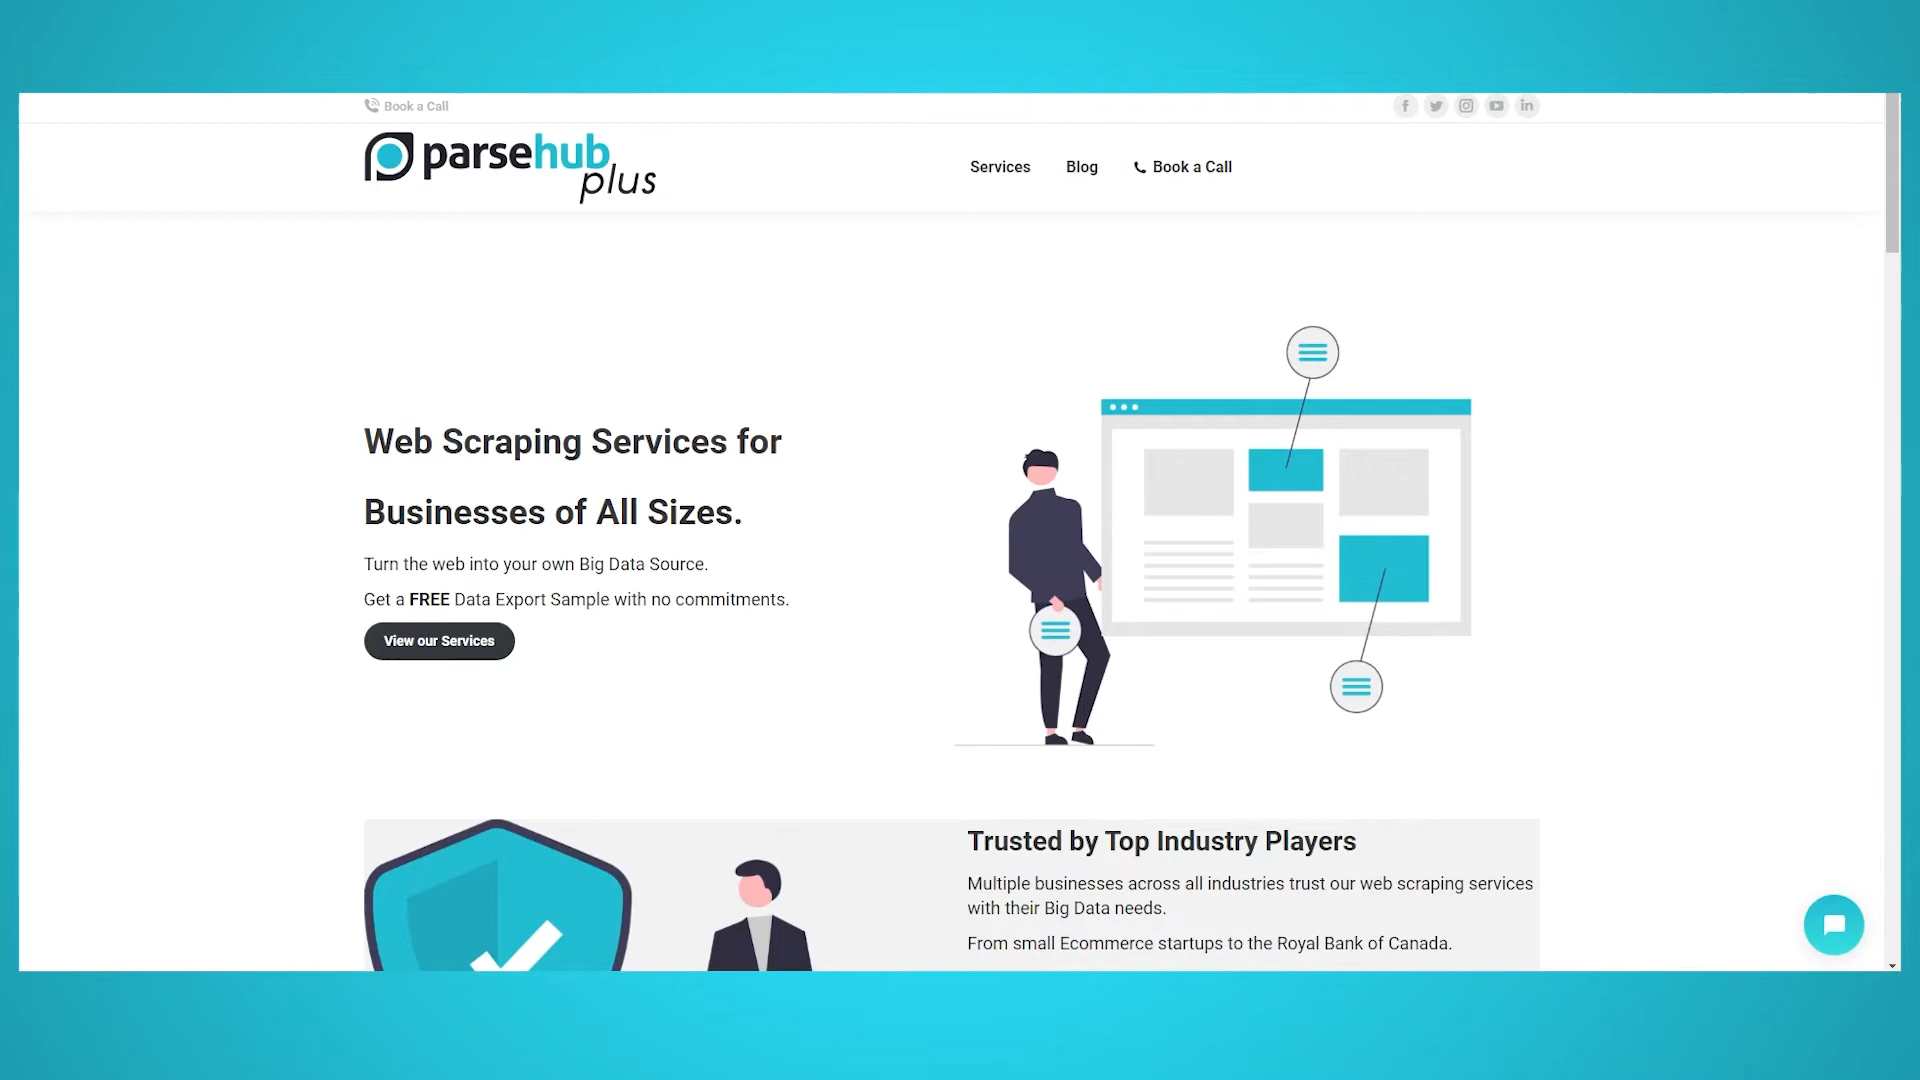 Book a Call
parsehub
plus
Services
Blog
Book a Call
Web Scraping Services for
Businesses of All Sizes.
Turn the web into your own Big Data Source.
Get a FREE Data Export Sample with no commitments.
View our Services
Trusted by Top Industry Players
Multiple businesses across all industries trust our web scraping services
with their Big Data needs.
From small Ecommerce startups to the Royal Bank of Canada.